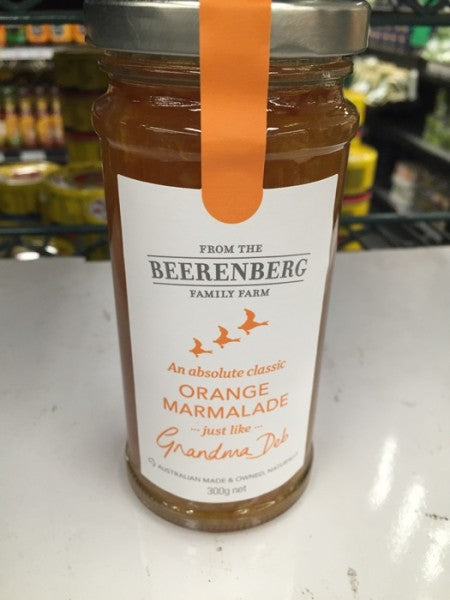 FROM THE
BEERENBERG
FAMILY FARM
An absolute classic
ORANGE
MARMALADE
... just like ...
Grandma Deb
AUSTRALIAN MADE & OWNED, NATURALLY
300g net